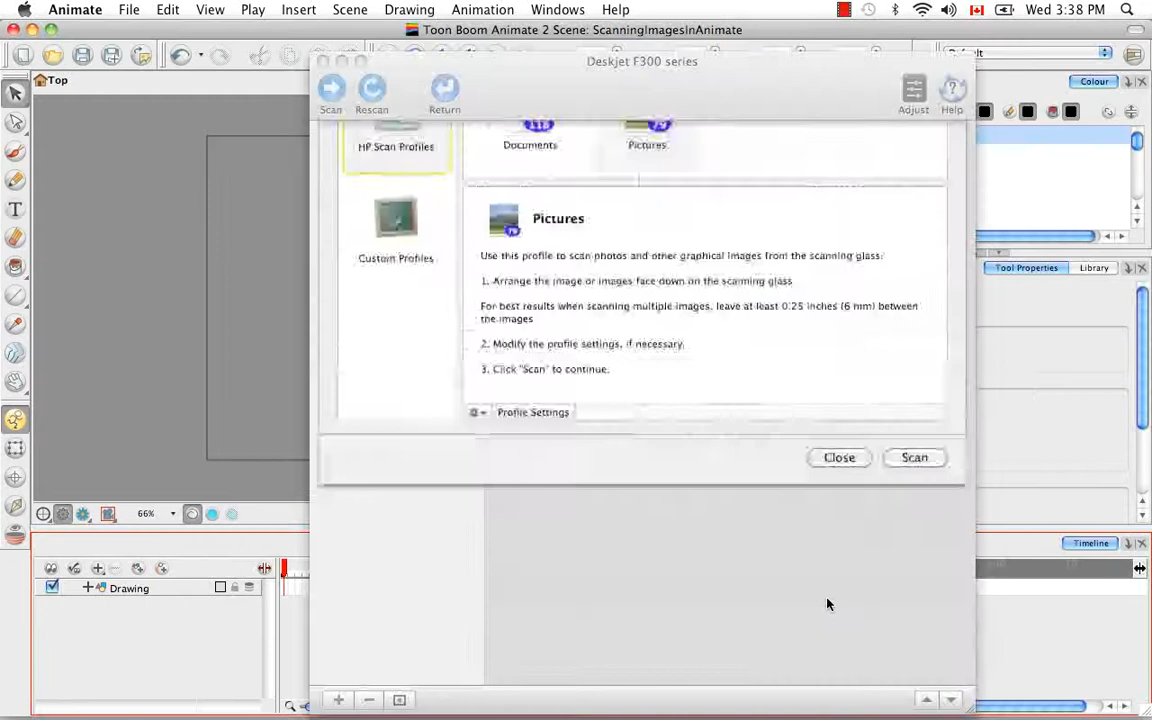 Animate File Edit View Play Insert Scene Drawing Animation Windows Help Wed 3:38 PM
Toon Boom Animate 2 Scene: ScanningImagesInAnimate
Top
Deskjet F300 series
Colour
Scan Rescan Return Adjust Help
HP Scan Profiles
Documents Pictures
Custom Profiles
Pictures
Use this profile to scan photos and other graphical images from the scanning glass:
1. Arrange the image or images face down on the scanning glass
For best results when scanning multiple images, leave at least 0.25 inches (6 mm) between
the images
2. Modify the profile settings, if necessary.
3. Click "Scan" to continue.
Profile Settings
Close Scan
Tool Properties Library
66%
Timeline
Drawing